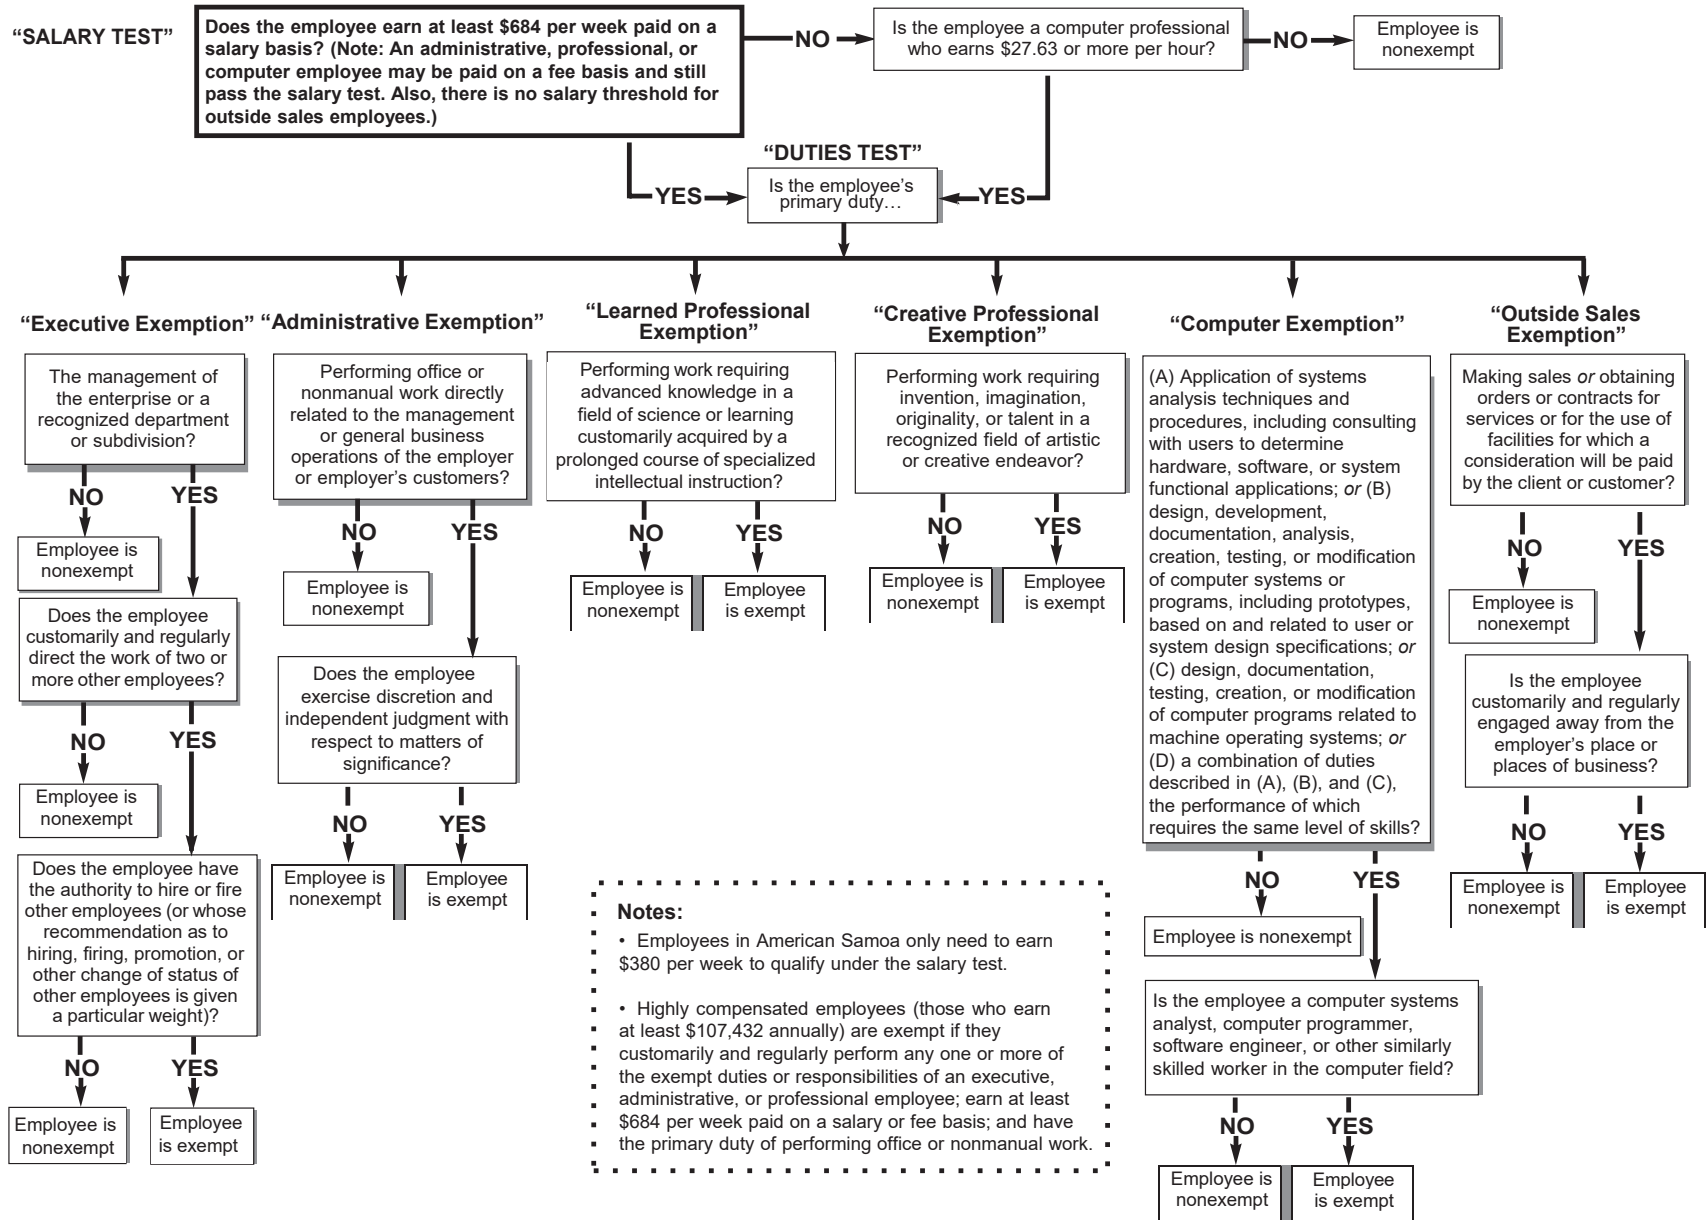 “SALARY TEST”
Does the employee earn at least $684 per week paid on a
salary basis? (Note: An administrative, professional, or
computer employee may be paid on a fee basis and still
pass the salary test. Also, there is no salary threshold for
outside sales employees.)
NO
Is the employee a computer professional
who earns $27.63 or more per hour?
NO
Employee is
nonexempt
“DUTIES TEST”
YES
Is the employee’s
primary duty…
YES
“Executive Exemption”
The management of
the enterprise or a
recognized department
or subdivision?
NO
YES
Employee is
nonexempt
Does the employee
customarily and regularly
direct the work of two or
more other employees?
NO
YES
Employee is
nonexempt
Does the employee have
the authority to hire or fire
other employees (or whose
recommendation as to
hiring, firing, promotion, or
other change of status of
other employees is given
a particular weight)?
NO
YES
Employee is
nonexempt
Employee
is exempt
“Administrative Exemption”
Performing office or
nonmanual work directly
related to the management
or general business
operations of the employer
or employer’s customers?
NO
YES
Employee is
nonexempt
Does the employee
exercise discretion and
independent judgment with
respect to matters of
significance?
NO
YES
Employee is
nonexempt
Employee
is exempt
“Learned Professional
Exemption”
Performing work requiring
advanced knowledge in a
field of science or learning
customarily acquired by a
prolonged course of specialized
intellectual instruction?
NO
YES
Employee is
nonexempt
Employee
is exempt
“Creative Professional
Exemption”
Performing work requiring
invention, imagination,
originality, or talent in a
recognized field of artistic
or creative endeavor?
NO
YES
Employee is
nonexempt
Employee
is exempt
“Computer Exemption”
(A) Application of systems
analysis techniques and
procedures, including consulting
with users to determine
hardware, software, or system
functional applications; or (B)
design, development,
documentation, analysis,
creation, testing, or modification
of computer systems or
programs, including prototypes,
based on and related to user or
system design specifications; or
(C) design, documentation,
testing, creation, or modification
of computer programs related to
machine operating systems; or
(D) a combination of duties
described in (A), (B), and (C),
the performance of which
requires the same level of skills?
NO
YES
Employee is nonexempt
Is the employee a computer systems
analyst, computer programmer,
software engineer, or other similarly
skilled worker in the computer field?
NO
YES
Employee is
nonexempt
Employee
is exempt
“Outside Sales
Exemption”
Making sales or obtaining
orders or contracts for
services or for the use of
facilities for which a
consideration will be paid
by the client or customer?
NO
YES
Employee is
nonexempt
Is the employee
customarily and regularly
engaged away from the
employer’s place or
places of business?
NO
YES
Employee is
nonexempt
Employee
is exempt
Notes:
• Employees in American Samoa only need to earn
$380 per week to qualify under the salary test.
• Highly compensated employees (those who earn
at least $107,432 annually) are exempt if they
customarily and regularly perform any one or more of
the exempt duties or responsibilities of an executive,
administrative, or professional employee; earn at least
$684 per week paid on a salary or fee basis; and have
the primary duty of performing office or nonmanual work.